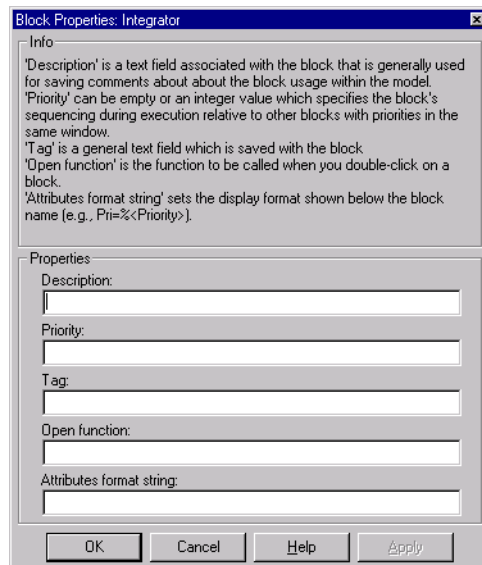 Block Properties: Integrator
Info
'Description' is a text field associated with the block that is generally used
for saving comments about about the block usage within the model.
'Priority' can be empty or an integer value which specifies the block's
sequencing during execution relative to other blocks with priorities in the
same window.
'Tag' is a general text field which is saved with the block
'Open function' is the function to be called when you double-click on a
block.
'Attributes format string' sets the display format shown below the block
name (e.g., Pri=%<Priority>).
Properties
Description:
Priority:
Tag:
Open function:
Attributes format string:
OK Cancel Help Apply